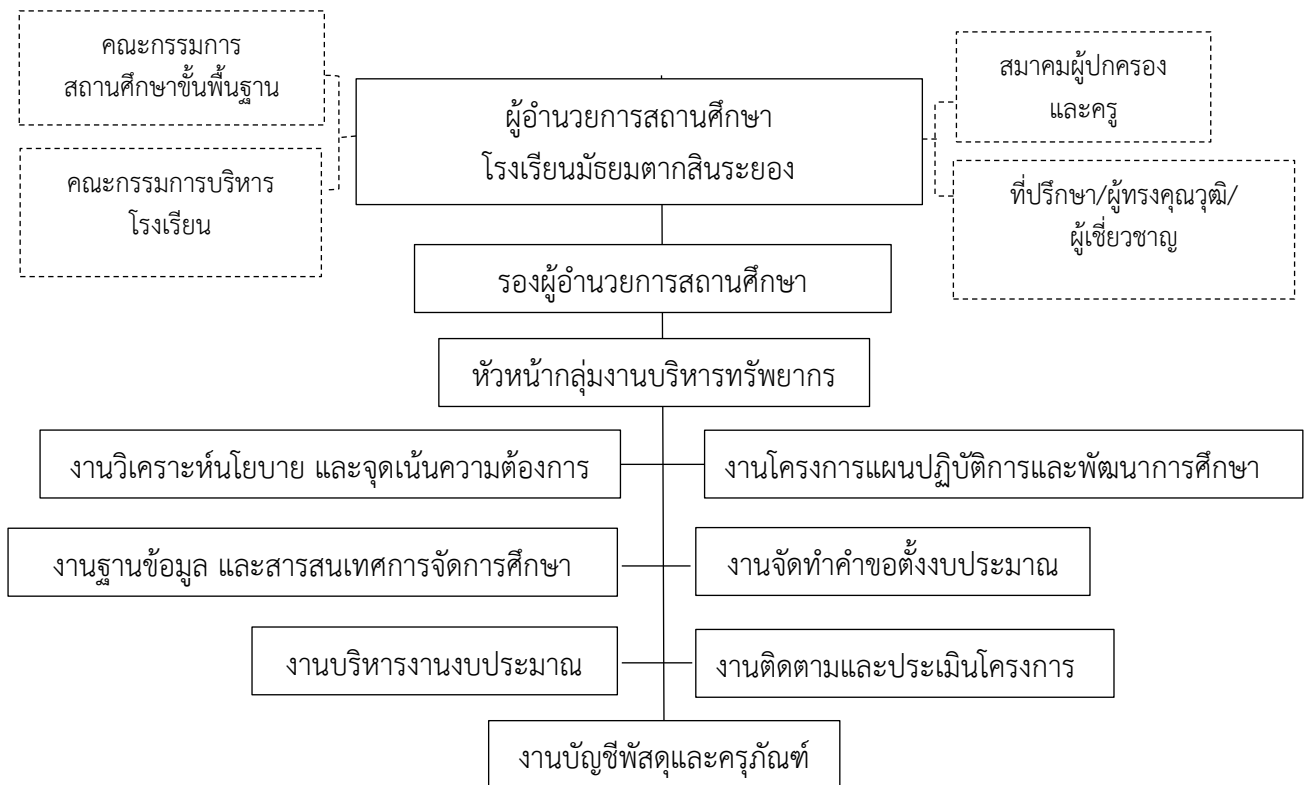 คณะกรรมการ
สถานศึกษาขั้นพื้นฐาน
สมาคมผู้ปกครอง
และครู
ผู้อำนวยการสถานศึกษา
โรงเรียนมัธยมตากสินระยอง
คณะกรรมการบริหาร
โรงเรียน
ที่ปรึกษา/ผู้ทรงคุณวุฒิ/
ผู้เชี่ยวชาญ
รองผู้อำนวยการสถานศึกษา
หัวหน้ากลุ่มงานบริหารทรัพยากร
งานวิเคราะห์นโยบาย และจุดเน้นความต้องการ
งานโครงการแผนปฏิบัติการและพัฒนาการศึกษา
งานฐานข้อมูล และสารสนเทศการจัดการศึกษา
งานจัดทำคำขอตั้งงบประมาณ
งานบริหารงานงบประมาณ
งานติดตามและประเมินโครงการ
งานบัญชีพัสดุและครุภัณฑ์